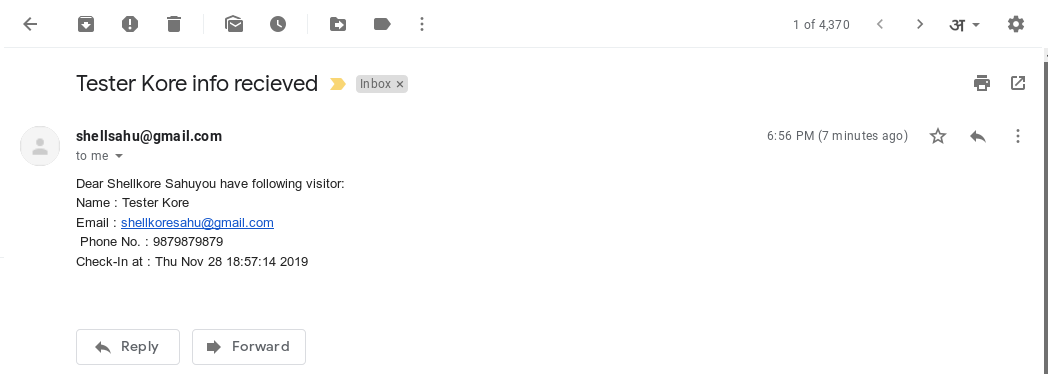 1 of 4,370
अ
Tester Kore info recieved
Inbox ×
shellsahu@gmail.com
6:56 PM (7 minutes ago)
to me
Dear Shellkore Sahuyou have following visitor:
Name : Tester Kore
Email : shellkoresahu@gmail.com
Phone No. : 9879879879
Check-In at : Thu Nov 28 18:57:14 2019
Reply
Forward